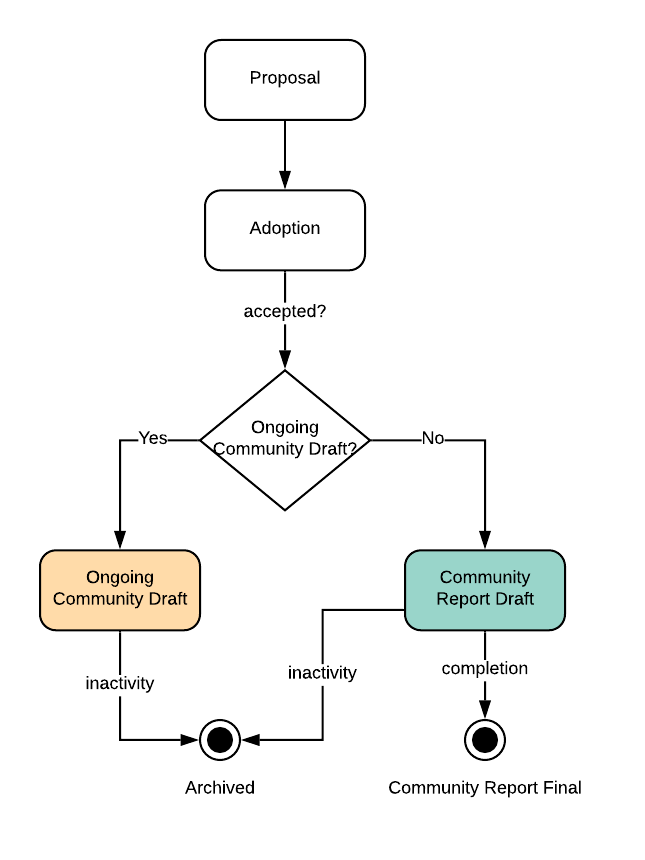 Proposal
Adoption
accepted?
Ongoing
Community Draft?
Yes
No
Ongoing
Community Draft
Community
Report Draft
inactivity
inactivity
completion
Archived
Community Report Final